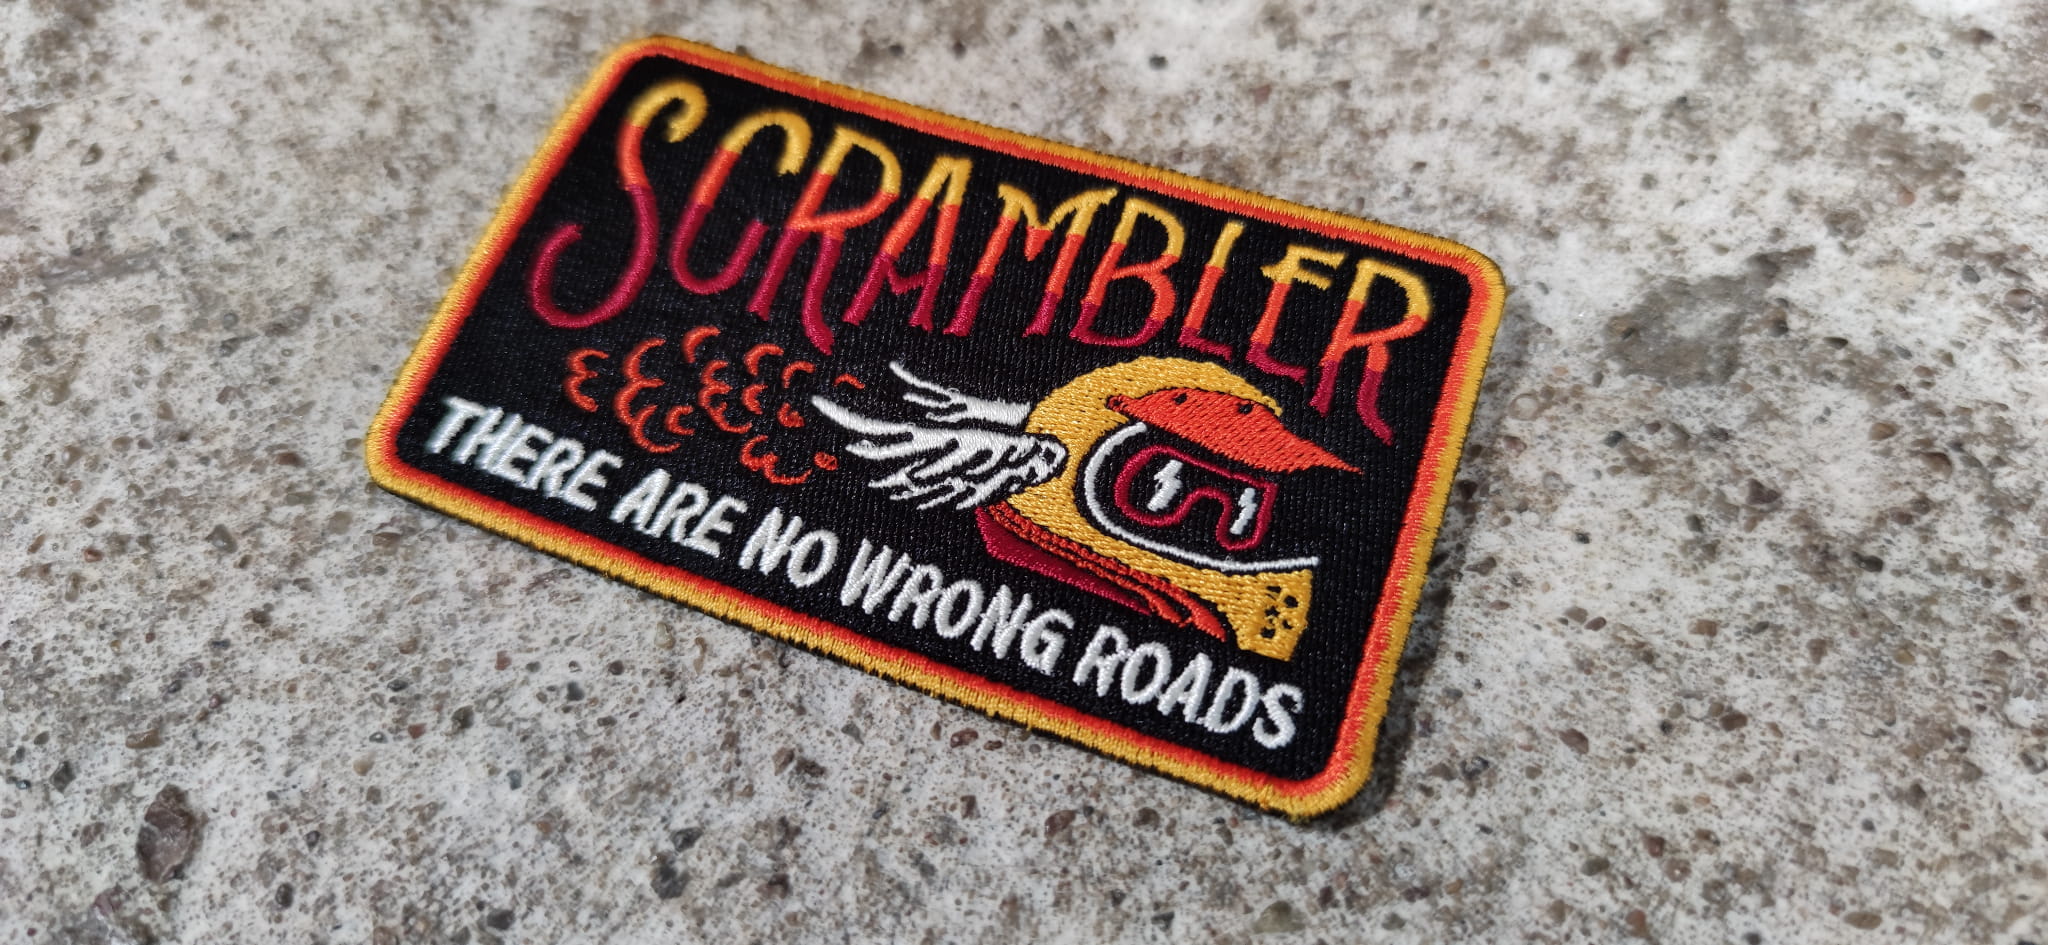 SCRAMBLER
THERE ARE NO WRONG ROADS